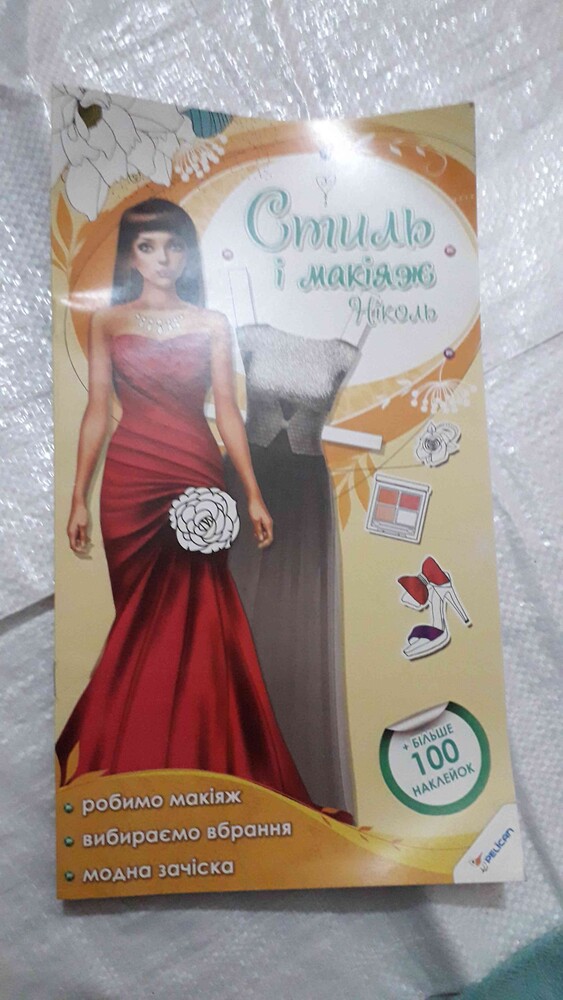 Стиль
і макіяж
Ніколь
+ БІЛЬШЕ
100
НАКЛЕЙОК
робимо макіяж
вибираємо вбрання
модна зачіска
PELICAN